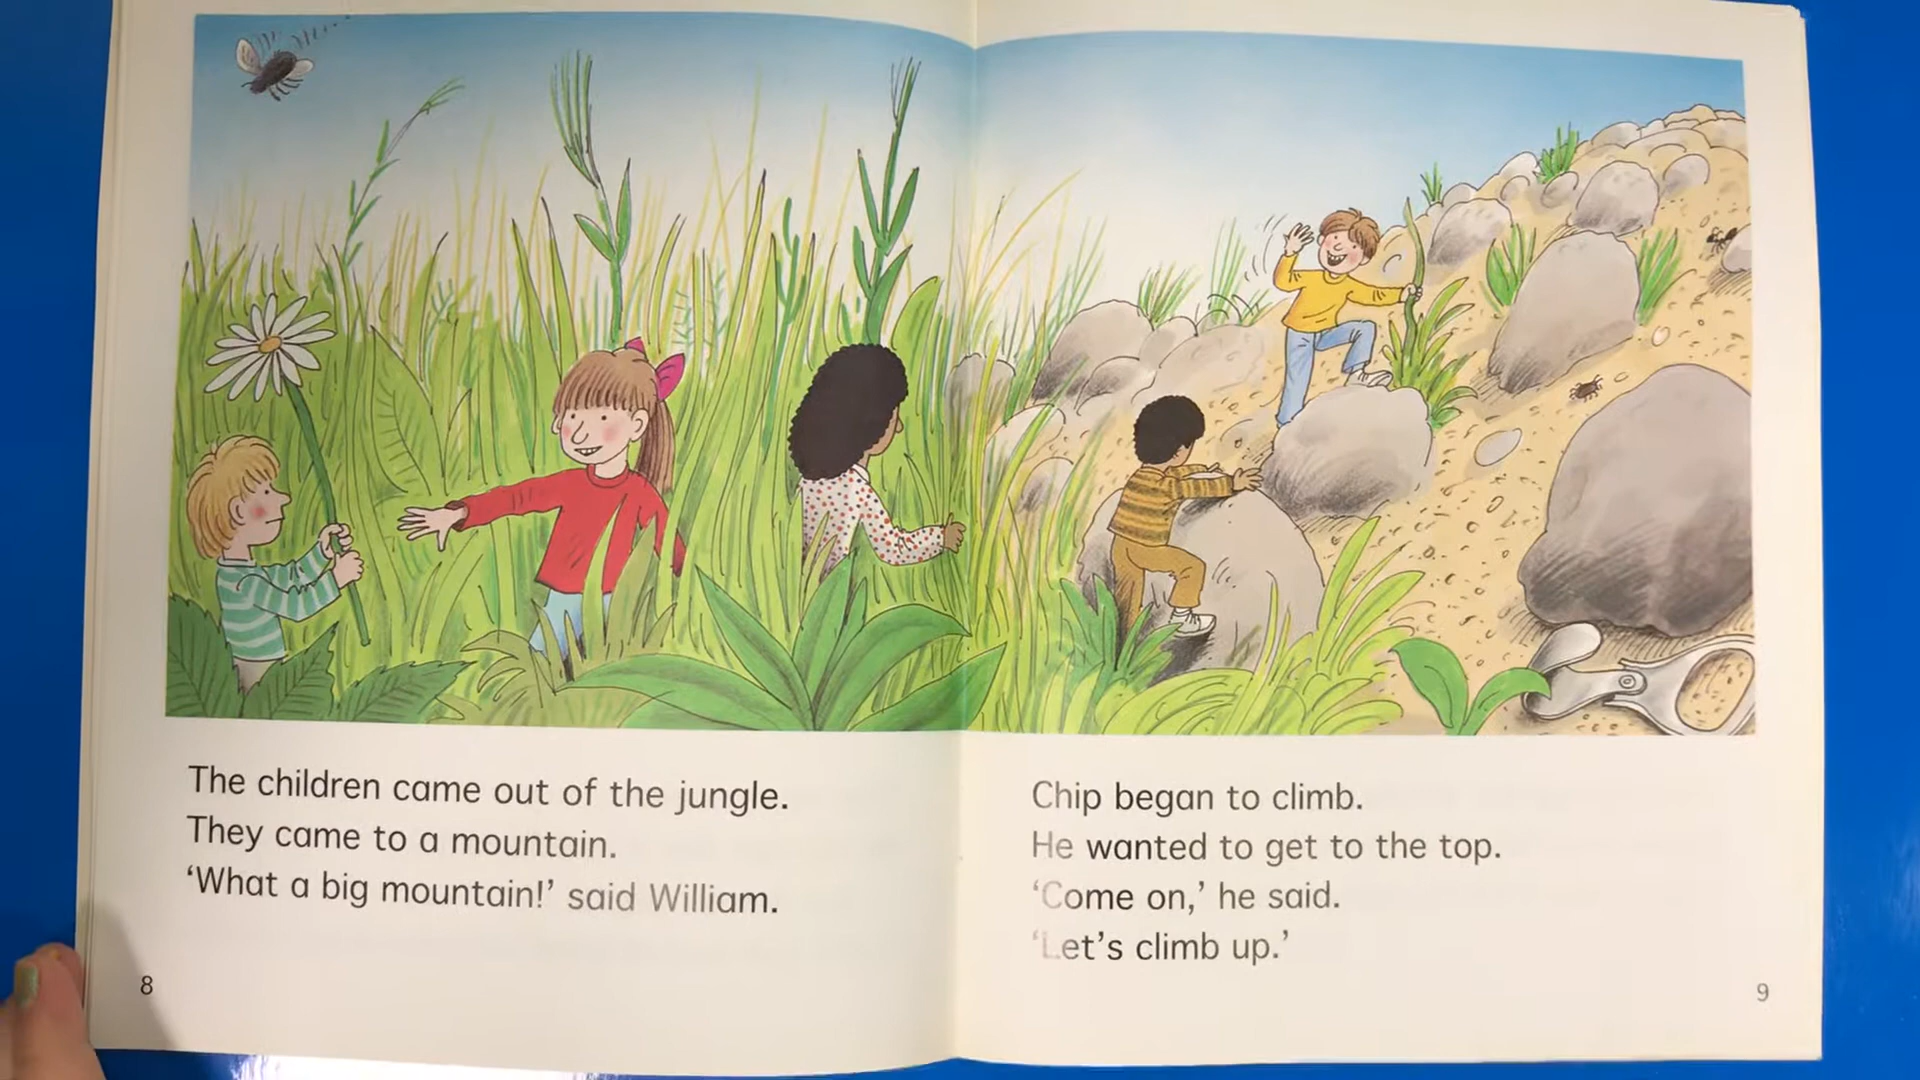 The children came out of the jungle.
They came to a mountain.
‘What a big mountain!’ said William.
8
Chip began to climb.
He wanted to get to the top.
‘Come on,’ he said.
‘Let’s climb up.’
9